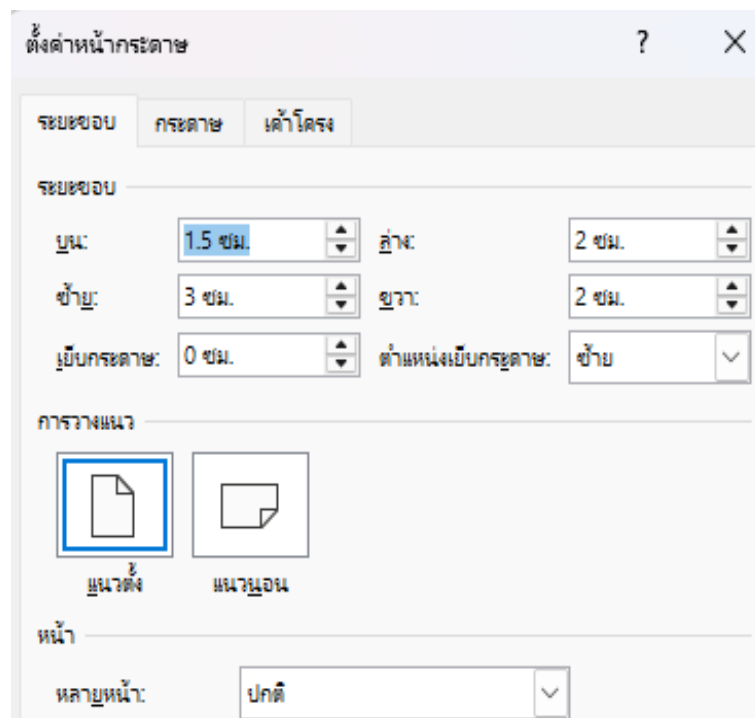 ตั้งค่าหน้ากระดาษ ? ×
ระยะขอบ กระดาษ เค้าโครง
ระยะขอบ
บน: 1.5 ซม. ล่าง: 2 ซม.
ซ้าย: 3 ซม. ขวา: 2 ซม.
เย็บกระดาษ: 0 ซม. ตำแหน่งเย็บกระดาษ: ซ้าย
การวางแนว
แนวตั้ง แนวนอน
หน้า
หลายหน้า: ปกติ